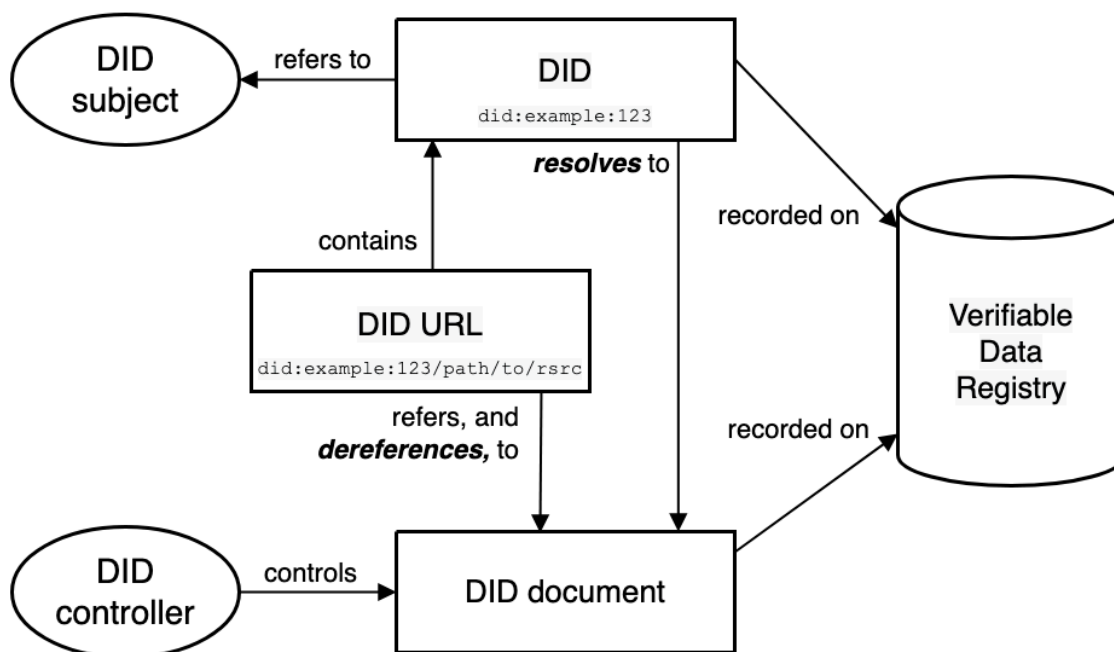 DID
subject
refers to
DID
did:example:123
resolves to
recorded on
contains
DID URL
did:example:123/path/to/rsrc
Verifiable
Data
Registry
refers, and
dereferences, to
recorded on
DID
controller
controls
DID document